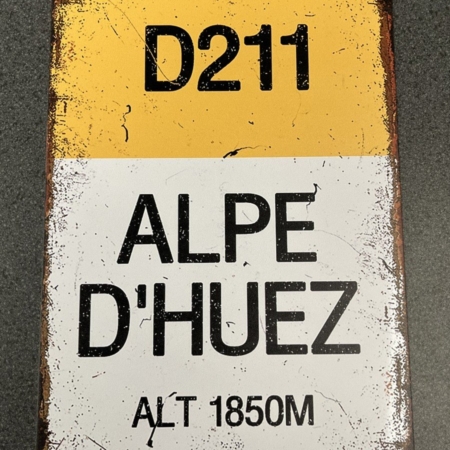 D211
ALPE
D'HUEZ
ALT 1850M